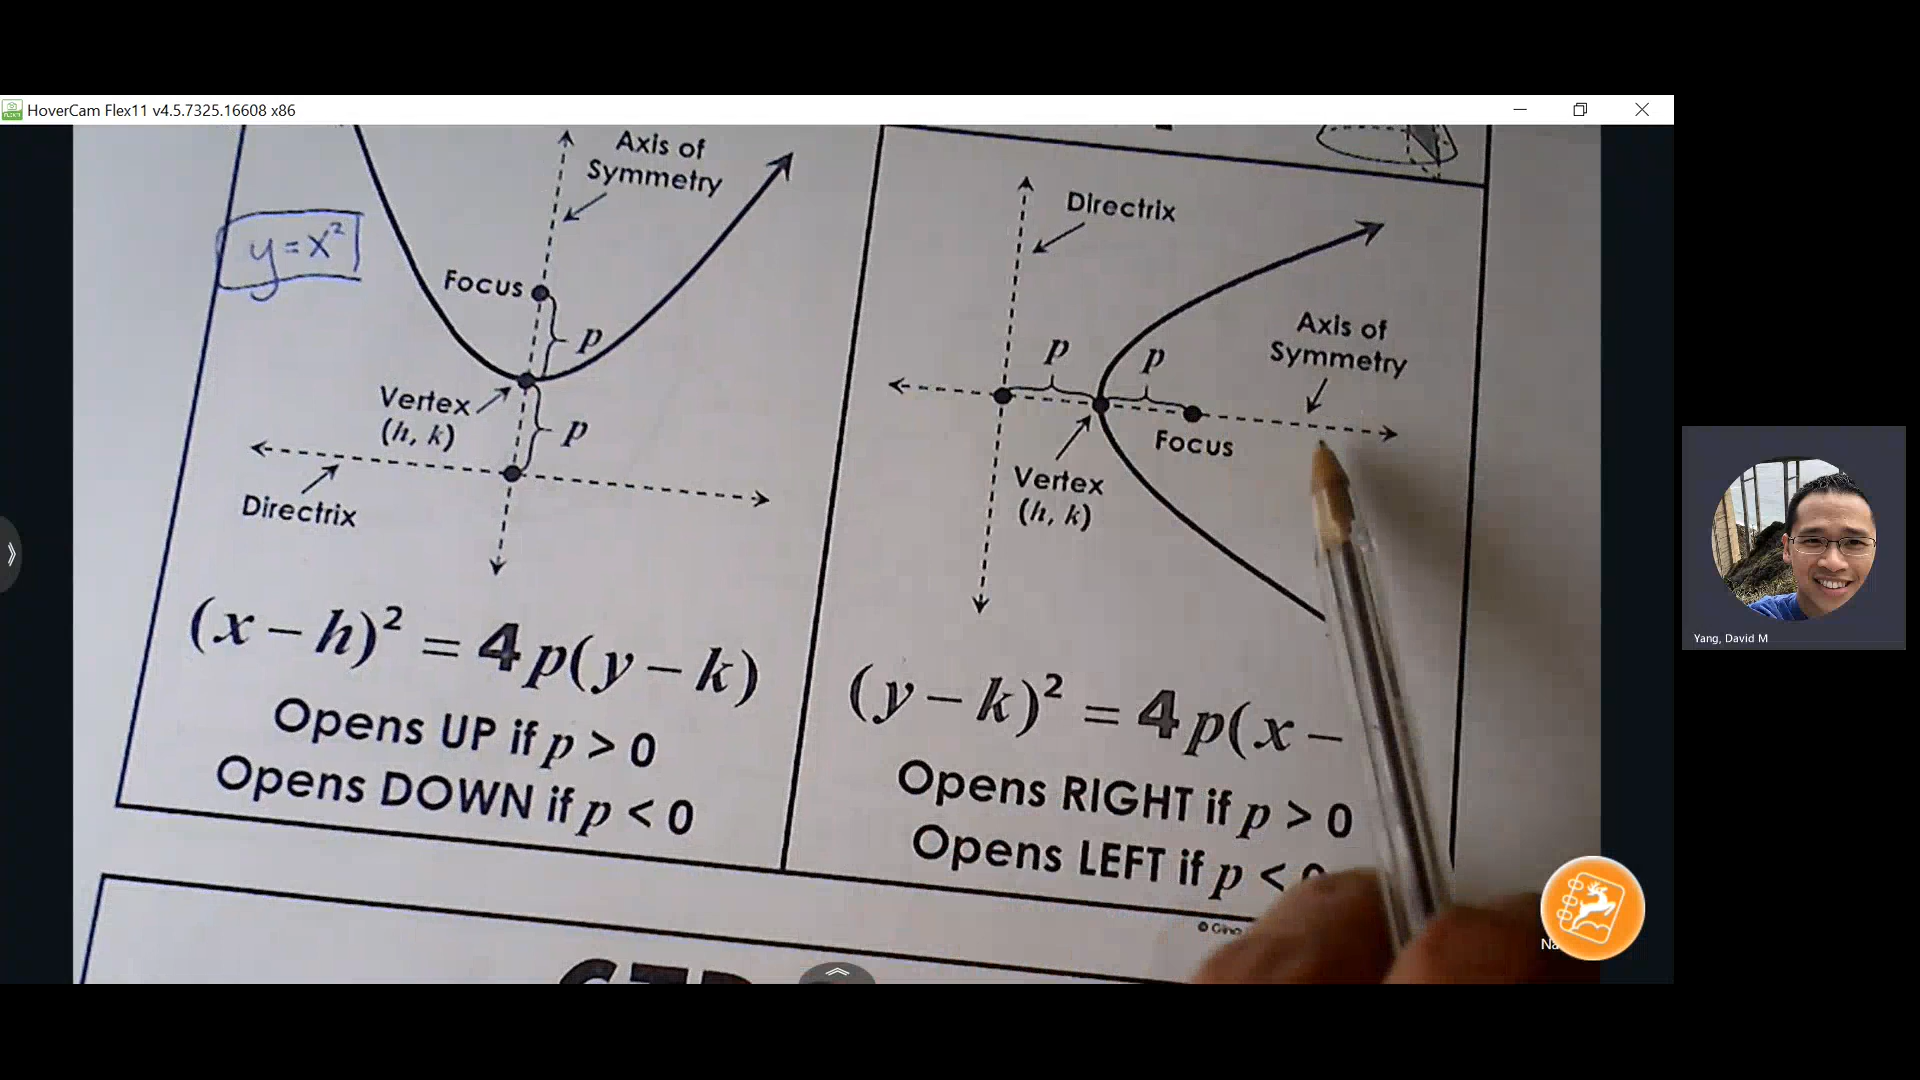 HoverCam Flex11 v4.5.7325.16608 x86
Axis of
Symmetry
y=x²
Focus
p
Vertex
(h, k)
p
Directrix
(x – h)² = 4p(y – k)
Opens UP if p > 0
Opens DOWN if p < 0
Directrix
Axis of
Symmetry
p
p
Focus
Vertex
(h, k)
(y – k)² = 4p(x –
Opens RIGHT if p > 0
Opens LEFT if p <
© Gina
Yang, David M
Na